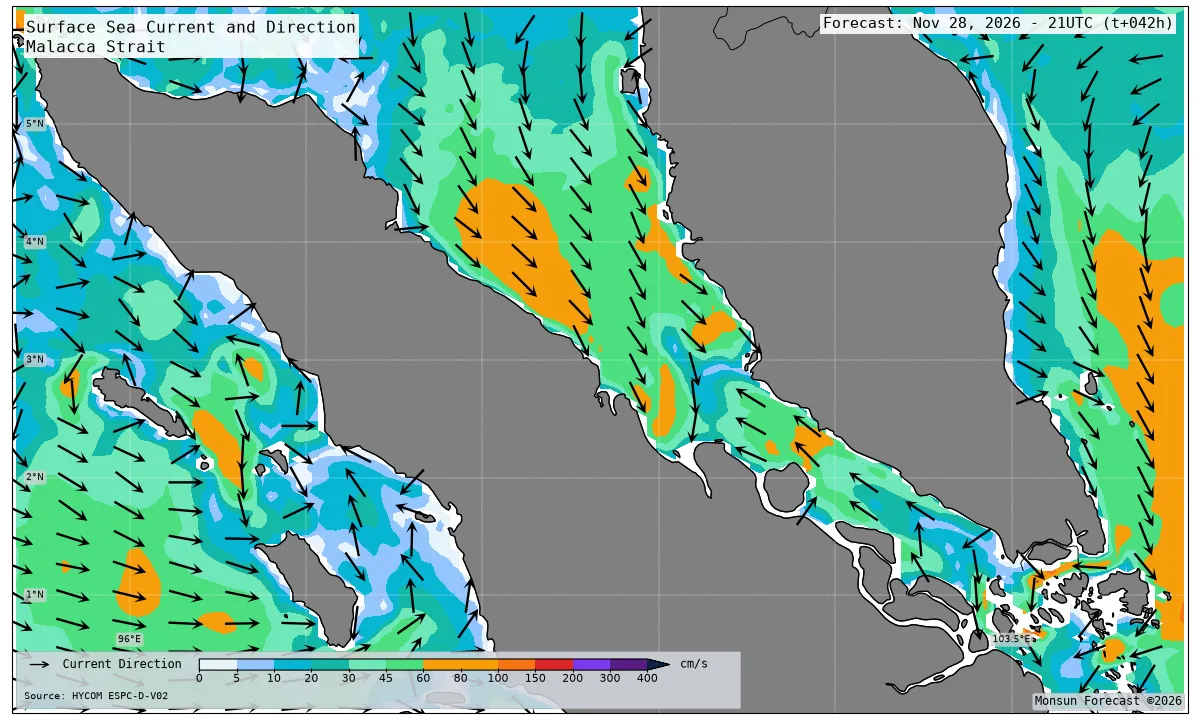 Surface Sea Current and Direction
Malacca Strait
Forecast: Nov 28, 2026 - 21UTC (t+042h)
5°N
4°N
3°N
2°N
1°N
96°E
103.5°E
Current Direction
0 5 10 20 30 45 60 80 100 150 200 300 400
cm/s
Source: HYCOM ESPC-D-V02
Monsun Forecast ©2026